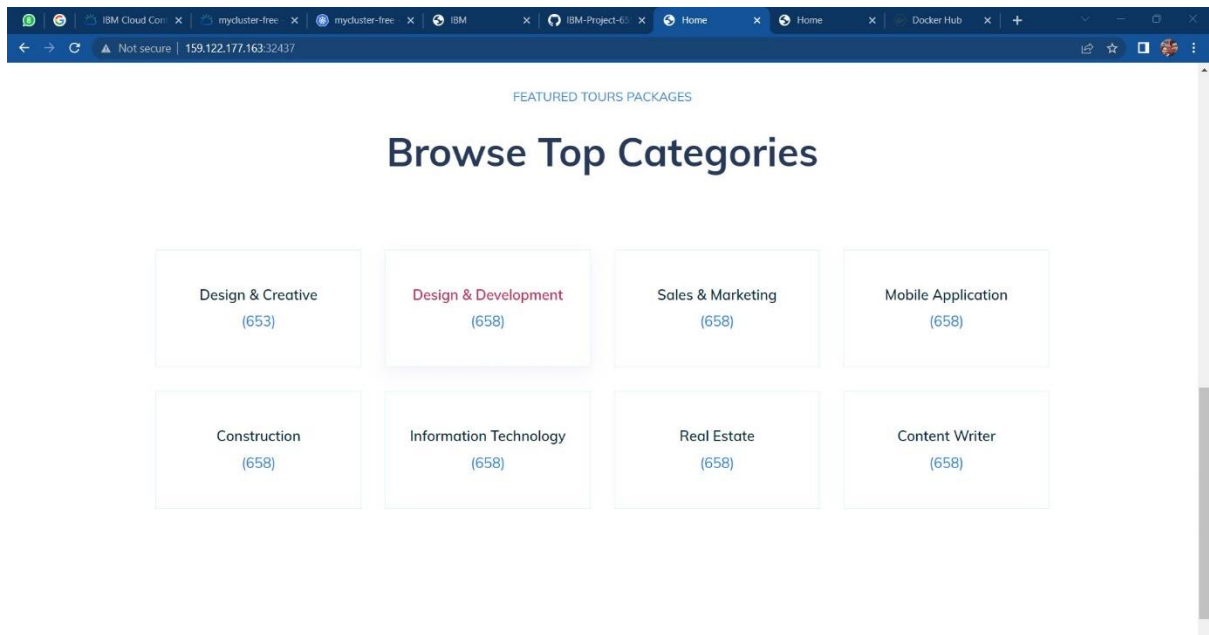 IBM Cloud Cont
mycluster-free
mycluster-free
IBM
IBM-Project-65
Home
Home
Docker Hub
Not secure | 159.122.177.163:32437
FEATURED TOURS PACKAGES
Browse Top Categories
Design & Creative
(653)
Design & Development
(658)
Sales & Marketing
(658)
Mobile Application
(658)
Construction
(658)
Information Technology
(658)
Real Estate
(658)
Content Writer
(658)